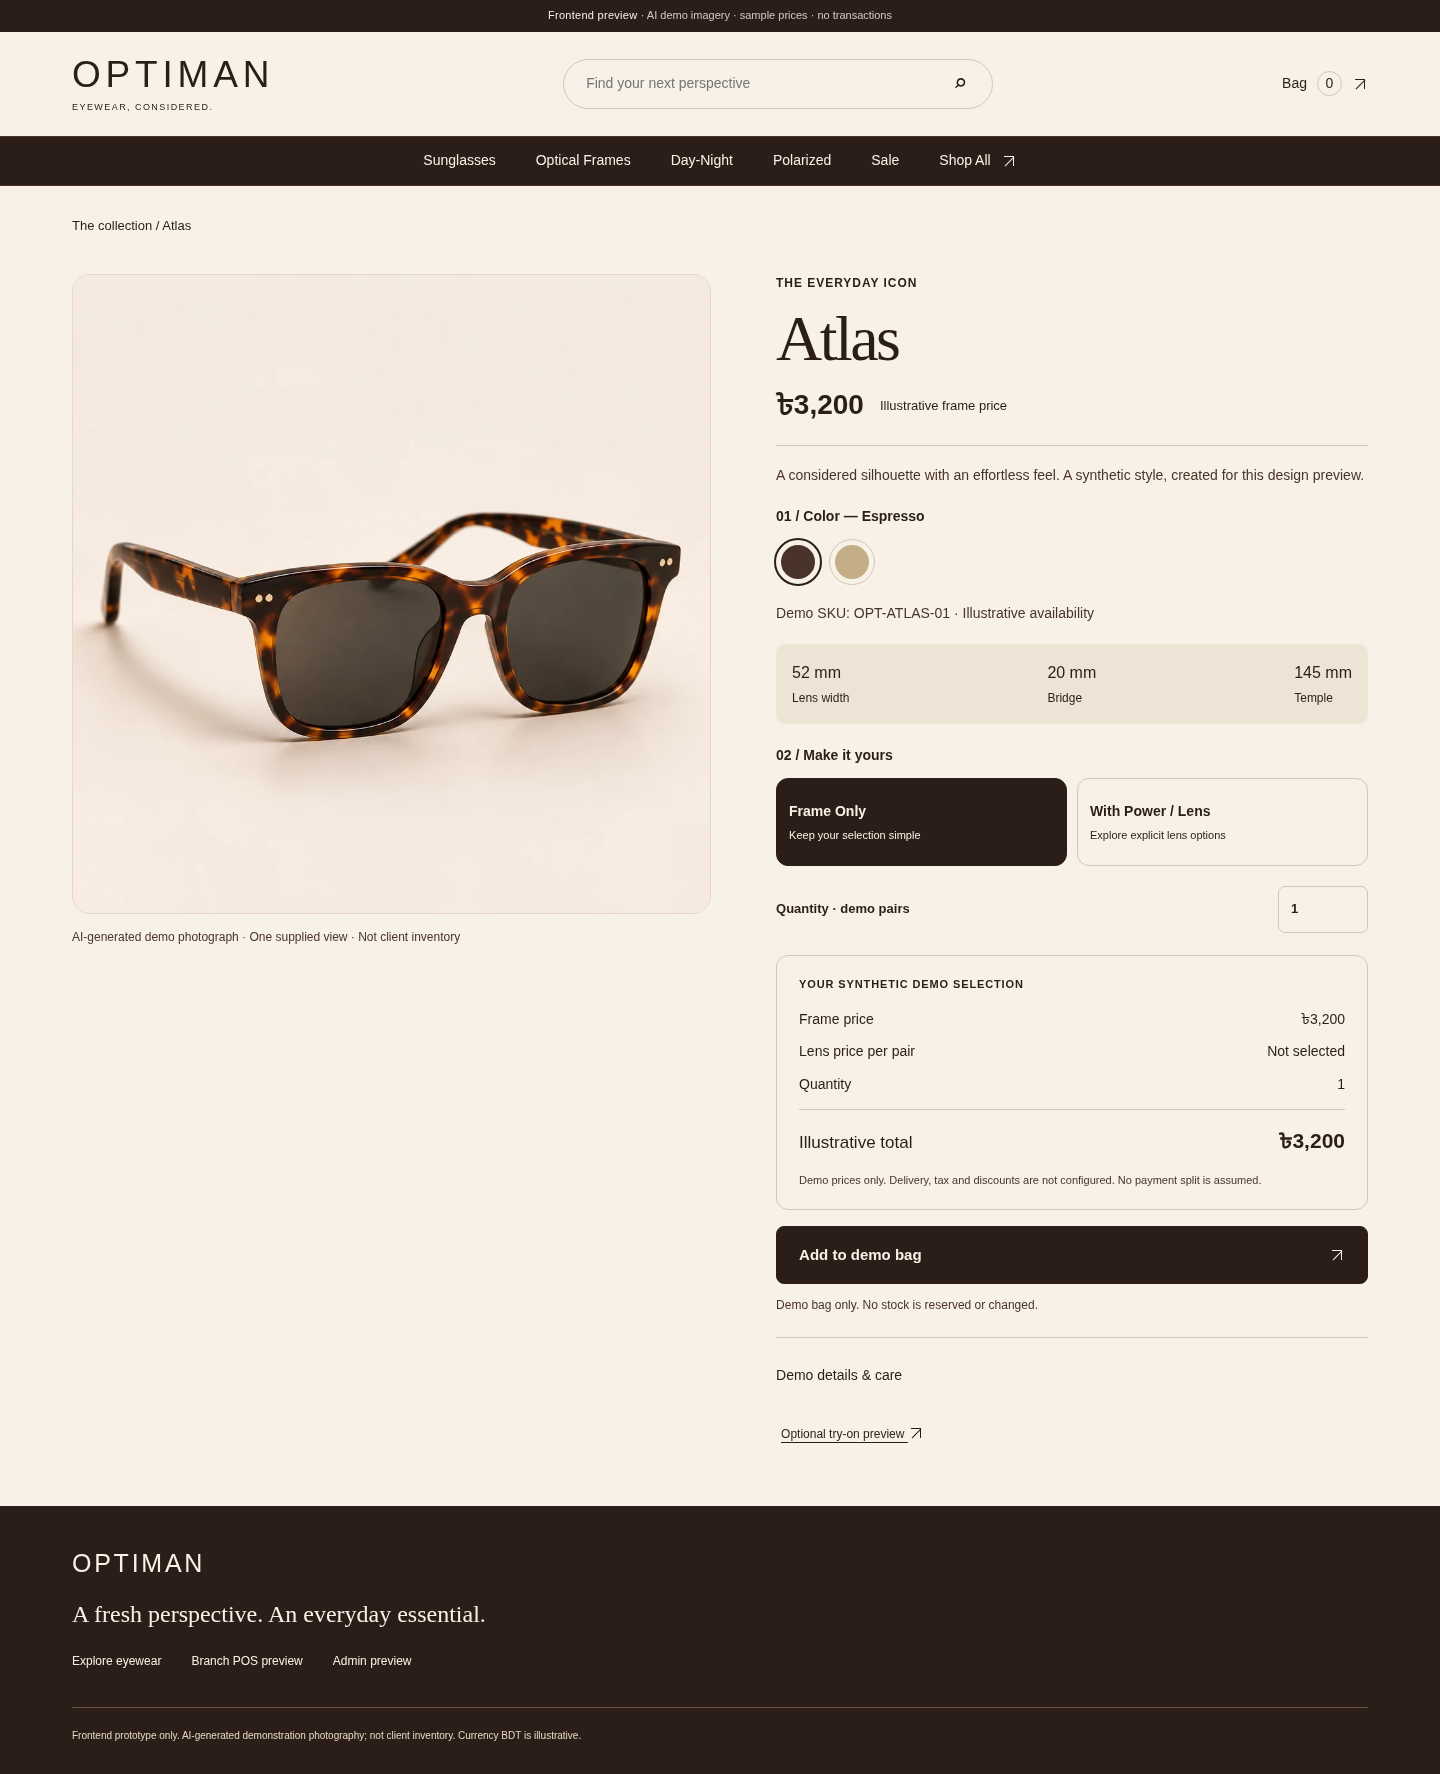 Frontend preview · AI demo imagery · sample prices · no transactions
OPTIMAN
EYEWEAR, CONSIDERED.
Find your next perspective
Bag 0
Sunglasses Optical Frames Day-Night Polarized Sale Shop All
The collection / Atlas
THE EVERYDAY ICON
Atlas
৳3,200 Illustrative frame price
A considered silhouette with an effortless feel. A synthetic style, created for this design preview.
01 / Color — Espresso
Demo SKU: OPT-ATLAS-01 · Illustrative availability
52 mm 20 mm 145 mm
Lens width Bridge Temple
02 / Make it yours
Frame Only With Power / Lens
Keep your selection simple Explore explicit lens options
Quantity · demo pairs 1
AI-generated demo photograph · One supplied view · Not client inventory
YOUR SYNTHETIC DEMO SELECTION
Frame price ৳3,200
Lens price per pair Not selected
Quantity 1
Illustrative total ৳3,200
Demo prices only. Delivery, tax and discounts are not configured. No payment split is assumed.
Add to demo bag
Demo bag only. No stock is reserved or changed.
Demo details & care
Optional try-on preview
OPTIMAN
A fresh perspective. An everyday essential.
Explore eyewear Branch POS preview Admin preview
Frontend prototype only. AI-generated demonstration photography; not client inventory. Currency BDT is illustrative.